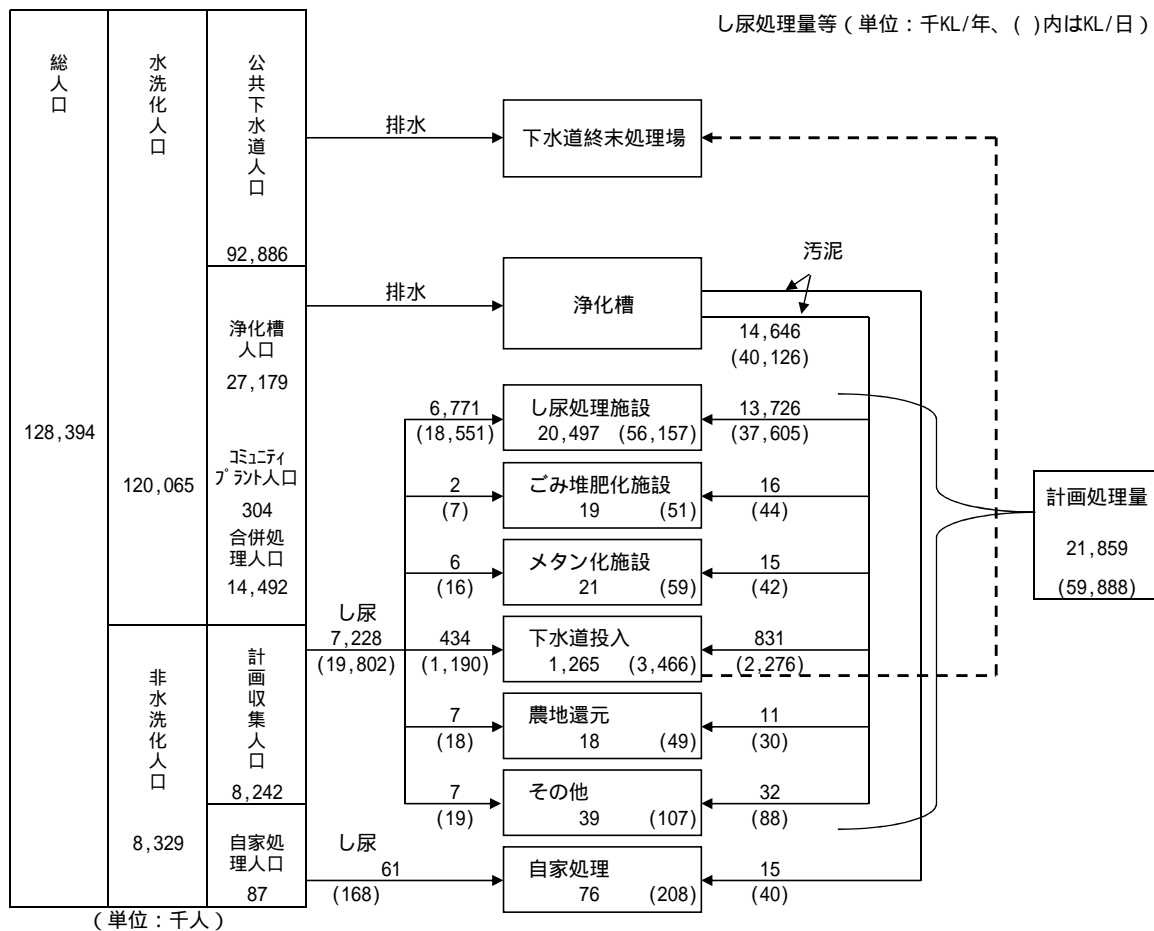 し尿処理量等（単位：千KL/年、( )内はKL/日）
総人口
128,394
水洗化人口
120,065
非水洗化人口
8,329
公共下水道人口
92,886
浄化槽
人口
27,179
ｺﾐｭﾆﾃｨ
ﾌﾟﾗﾝﾄ人口
304
合併処
理人口
14,492
計画収集人口
8,242
自家処
理人口
87
（単位：千人）
排水
下水道終末処理場
排水
浄化槽
汚泥
14,646
(40,126)
し尿
7,228
(19,802)
6,771
(18,551)
し尿処理施設
20,497 (56,157)
13,726
(37,605)
2
(7)
ごみ堆肥化施設
19 (51)
16
(44)
6
(16)
メタン化施設
21 (59)
15
(42)
434
(1,190)
下水道投入
1,265 (3,466)
831
(2,276)
7
(18)
農地還元
18 (49)
11
(30)
7
(19)
その他
39 (107)
32
(88)
し尿
61
(168)
自家処理
76 (208)
15
(40)
計画処理量
21,859
(59,888)